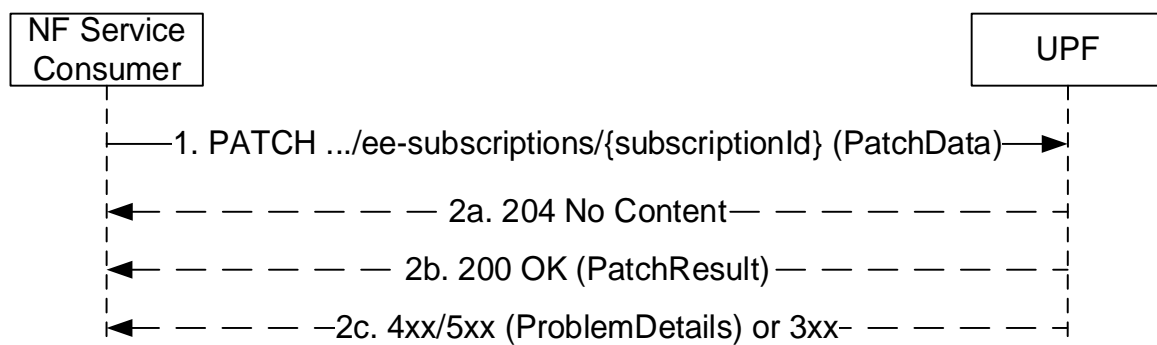 NF Service
Consumer
UPF
1. PATCH .../ee-subscriptions/{subscriptionId} (PatchData)
2a. 204 No Content
2b. 200 OK (PatchResult)
2c. 4xx/5xx (ProblemDetails) or 3xx